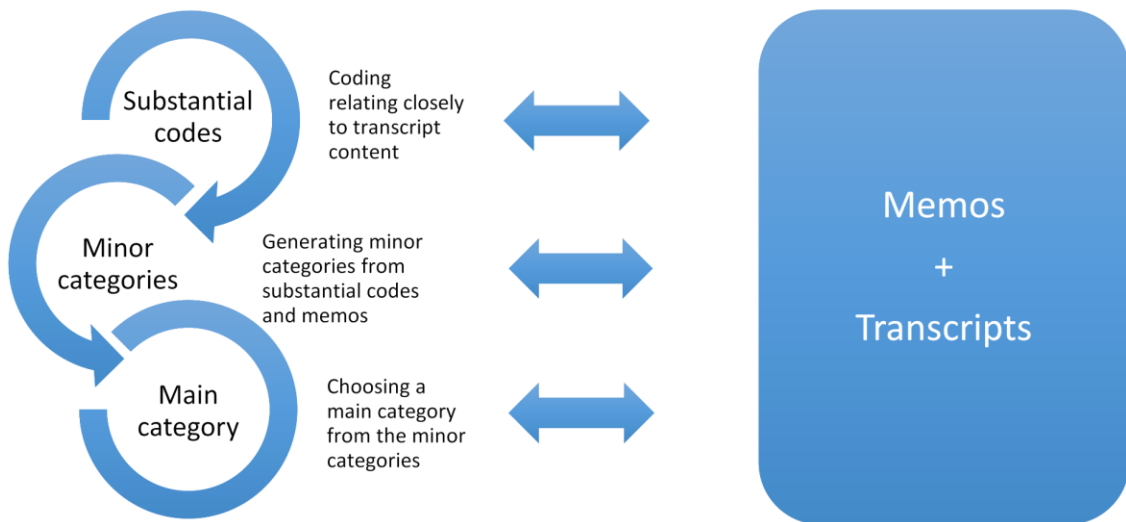 Substantial
codes
Coding
relating closely
to transcript
content
Minor
categories
Generating minor
categories from
substantial codes
and memos
Main
category
Choosing a
main category
from the minor
categories
Memos
+
Transcripts